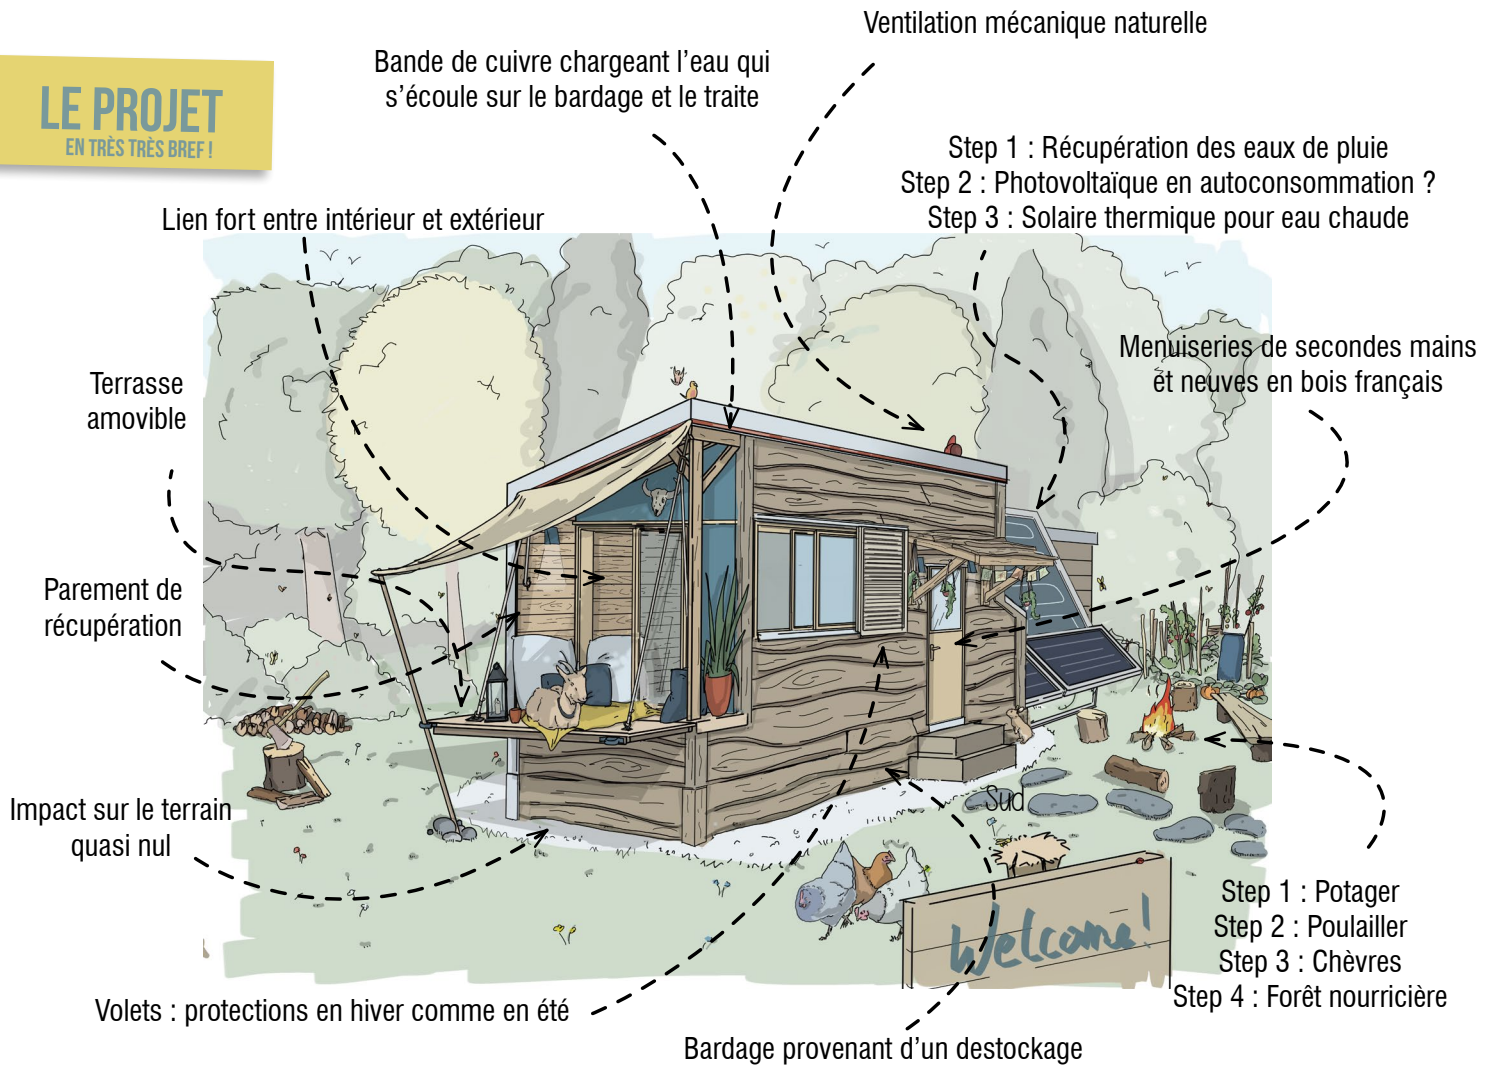 Ventilation mécanique naturelle
Bande de cuivre chargeant l'eau qui
s'écoule sur le bardage et le traite
LE PROJET
EN TRÈS TRÈS BREF !
Step 1 : Récupération des eaux de pluie
Step 2 : Photovoltaïque en autoconsommation ?
Step 3 : Solaire thermique pour eau chaude
Lien fort entre intérieur et extérieur
Menuiseries de secondes mains
et neuves en bois français
Terrasse
amovible
Parement de
récupération
Impact sur le terrain
quasi nul
Sud
Welcome!
Step 1 : Potager
Step 2 : Poulailler
Step 3 : Chèvres
Step 4 : Forêt nourricière
Volets : protections en hiver comme en été
Bardage provenant d'un destockage